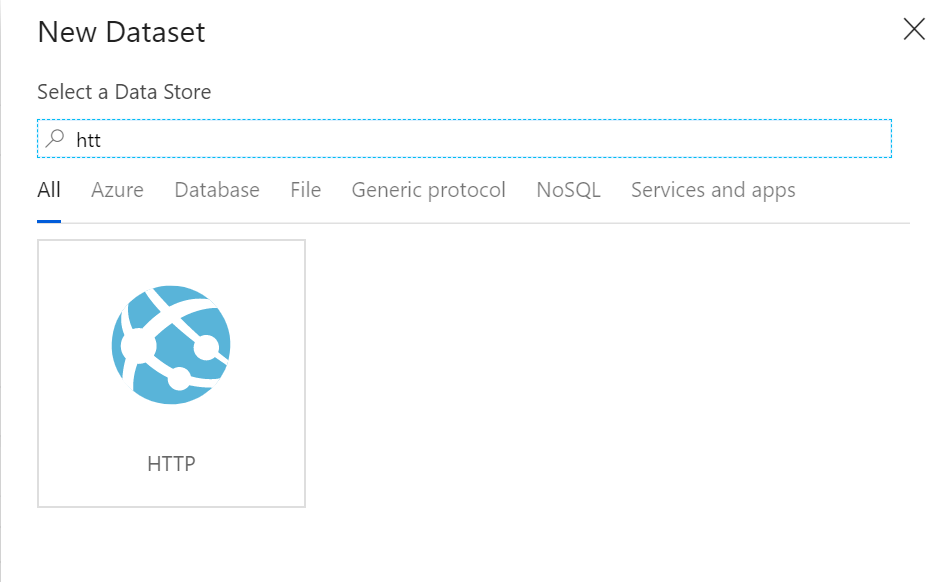 New Dataset
Select a Data Store
htt
All Azure Database File Generic protocol NoSQL Services and apps
HTTP